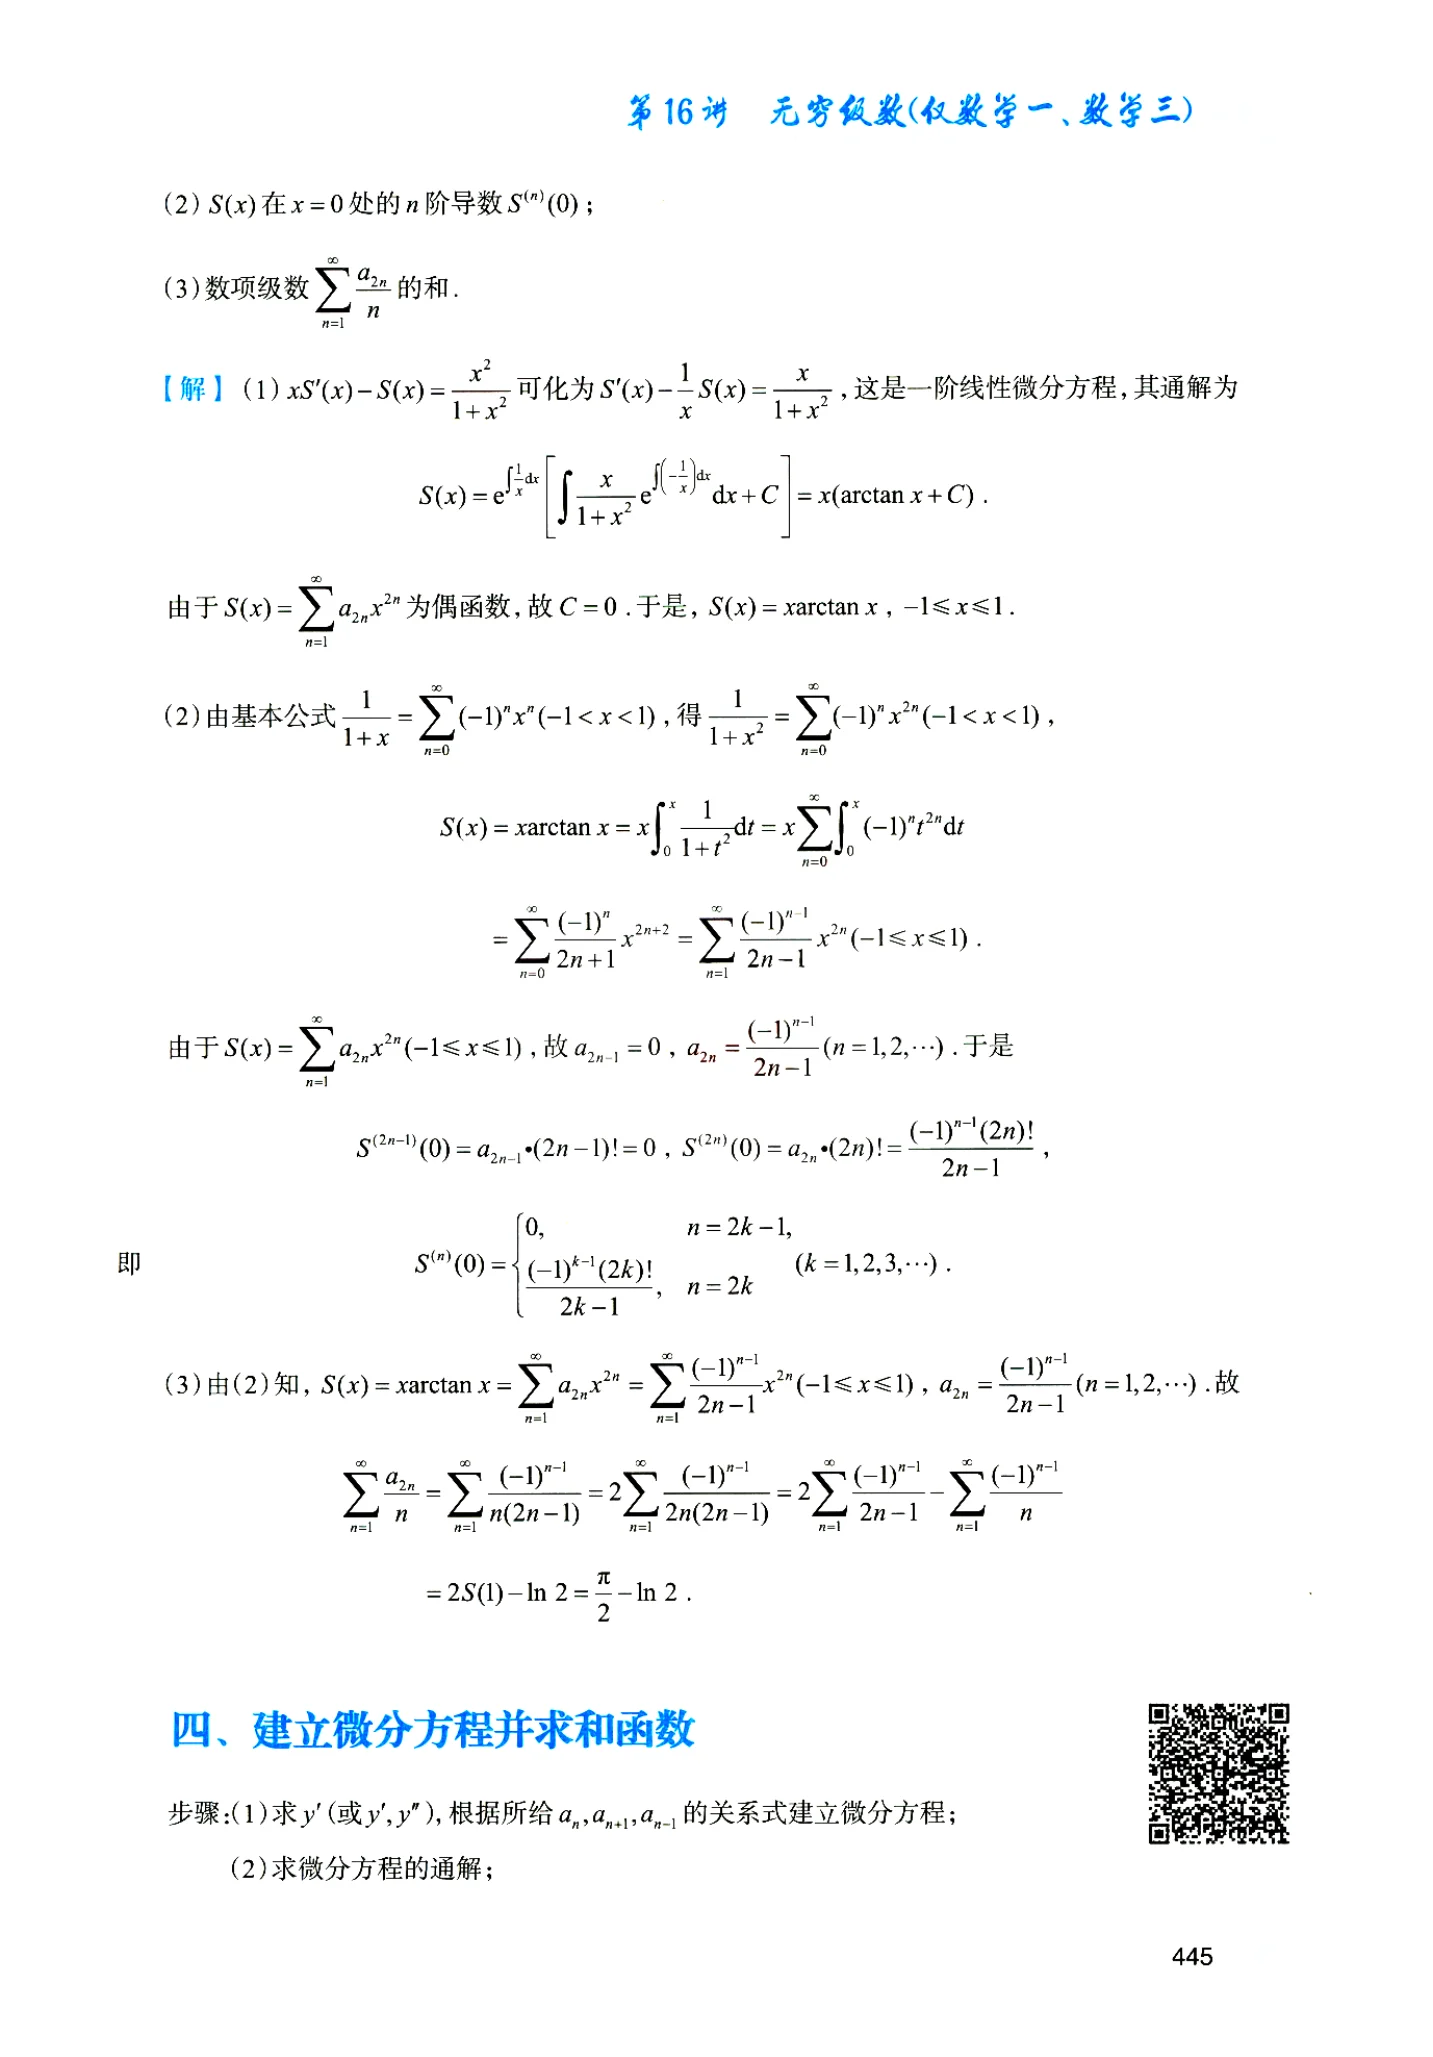 第16讲 无穷级数(仅数学一、数学三)
(2) S(x)在x=0处的n阶导数S⁽ⁿ⁾(0);
(3)数项级数 $\sum_{n=1}^{\infty}\frac{a_{2n}}{n}$ 的和.
【解】(1) $xS'(x)-S(x)=\frac{x^2}{1+x^2}$ 可化为 $S'(x)-\frac{1}{x}S(x)=\frac{x}{1+x^2}$ ,这是一阶线性微分方程,其通解为
$S(x)=e^{\int\frac{1}{x}dx}\left[\int\frac{x}{1+x^2}e^{\int\left(-\frac{1}{x}\right)dx}dx+C\right]=x(\arctan x+C)$ .
由于 $S(x)=\sum_{n=1}^{\infty}a_{2n}x^{2n}$ 为偶函数,故 $C=0$ .于是, $S(x)=x\arctan x$ , $-1\leqslant x\leqslant 1$ .
(2)由基本公式 $\frac{1}{1+x}=\sum_{n=0}^{\infty}(-1)^n x^n(-1<x<1)$ ,得 $\frac{1}{1+x^2}=\sum_{n=0}^{\infty}(-1)^n x^{2n}(-1<x<1)$ ,
$S(x)=x\arctan x=x\int_0^x\frac{1}{1+t^2}dt=x\sum_{n=0}^{\infty}\int_0^x(-1)^n t^{2n}dt$
$=\sum_{n=0}^{\infty}\frac{(-1)^n}{2n+1}x^{2n+2}=\sum_{n=1}^{\infty}\frac{(-1)^{n-1}}{2n-1}x^{2n}(-1\leqslant x\leqslant 1)$ .
由于 $S(x)=\sum_{n=1}^{\infty}a_{2n}x^{2n}(-1\leqslant x\leqslant 1)$ ,故 $a_{2n-1}=0$ , $a_{2n}=\frac{(-1)^{n-1}}{2n-1}(n=1,2,\cdots)$ .于是
$S^{(2n-1)}(0)=a_{2n-1}\cdot(2n-1)!=0$ , $S^{(2n)}(0)=a_{2n}\cdot(2n)!=\frac{(-1)^{n-1}(2n)!}{2n-1}$ ,
即 $S^{(n)}(0)=\begin{cases}0, & n=2k-1,\\ \frac{(-1)^{k-1}(2k)!}{2k-1}, & n=2k\end{cases}(k=1,2,3,\cdots)$ .
(3)由(2)知, $S(x)=x\arctan x=\sum_{n=1}^{\infty}a_{2n}x^{2n}=\sum_{n=1}^{\infty}\frac{(-1)^{n-1}}{2n-1}x^{2n}(-1\leqslant x\leqslant 1)$ , $a_{2n}=\frac{(-1)^{n-1}}{2n-1}(n=1,2,\cdots)$ .故
$\sum_{n=1}^{\infty}\frac{a_{2n}}{n}=\sum_{n=1}^{\infty}\frac{(-1)^{n-1}}{n(2n-1)}=2\sum_{n=1}^{\infty}\frac{(-1)^{n-1}}{2n(2n-1)}=2\sum_{n=1}^{\infty}\frac{(-1)^{n-1}}{2n-1}-\sum_{n=1}^{\infty}\frac{(-1)^{n-1}}{n}$
$=2S(1)-\ln 2=\frac{\pi}{2}-\ln 2$ .
四、建立微分方程并求和函数
步骤:(1)求y′(或y′,y″),根据所给 $a_n,a_{n+1},a_{n-1}$ 的关系式建立微分方程;
(2)求微分方程的通解;
445